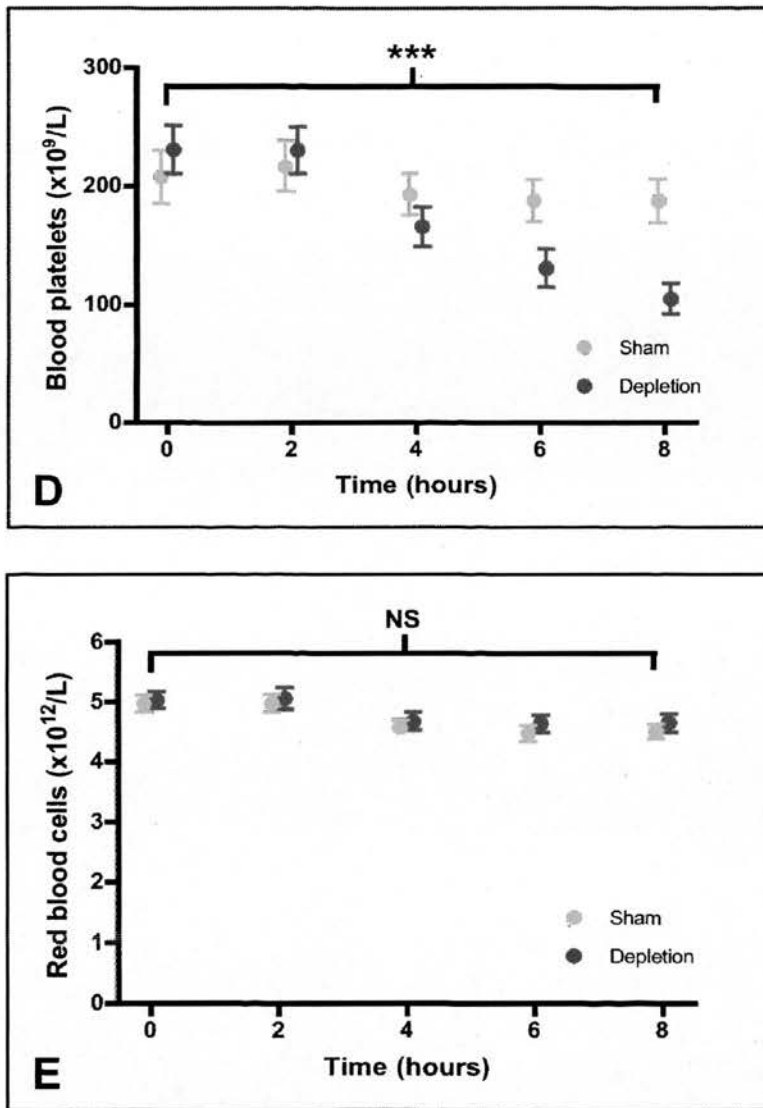 ***
300
200
100
0
Blood platelets (x10⁹/L)
Sham
Depletion
0 2 4 6 8
Time (hours)
D
NS
6
5
4
3
2
1
0
Red blood cells (x10¹²/L)
Sham
Depletion
0 2 4 6 8
Time (hours)
E